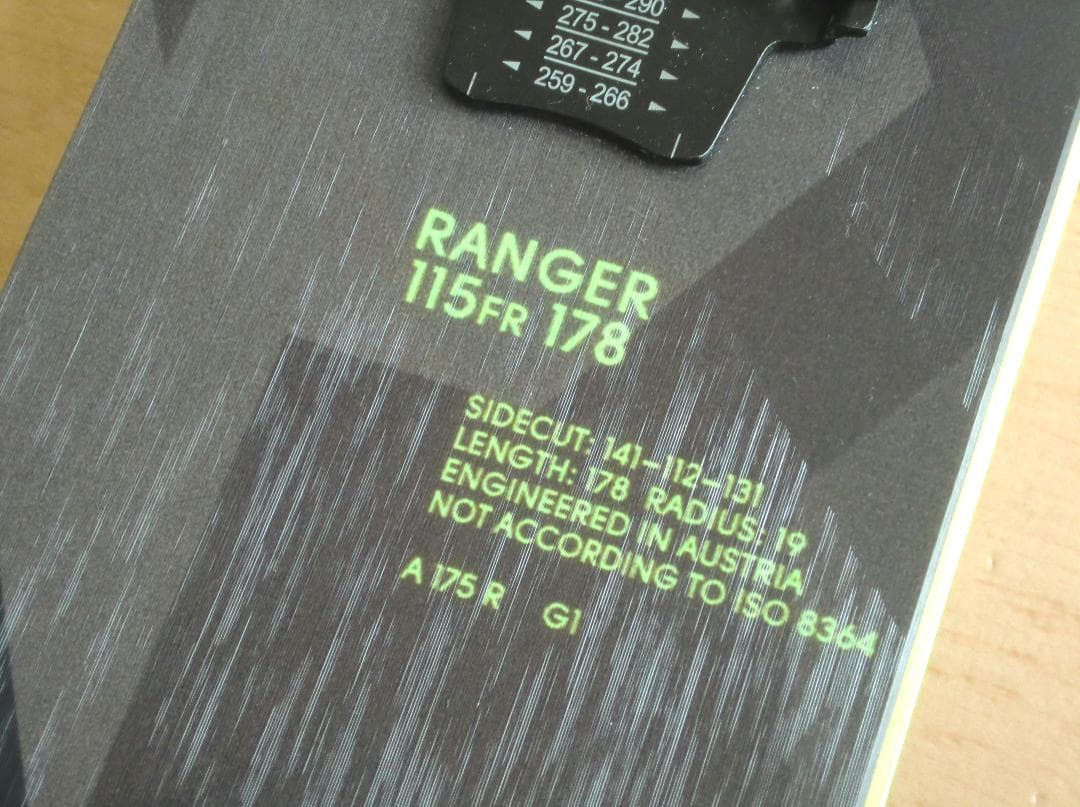 290
275 - 282
267 - 274
259 - 266
RANGER
115FR 178
SIDECUT: 141-112-131
LENGTH: 178 RADIUS: 19
ENGINEERED IN AUSTRIA
NOT ACCORDING TO ISO 8364
A 175 R G1